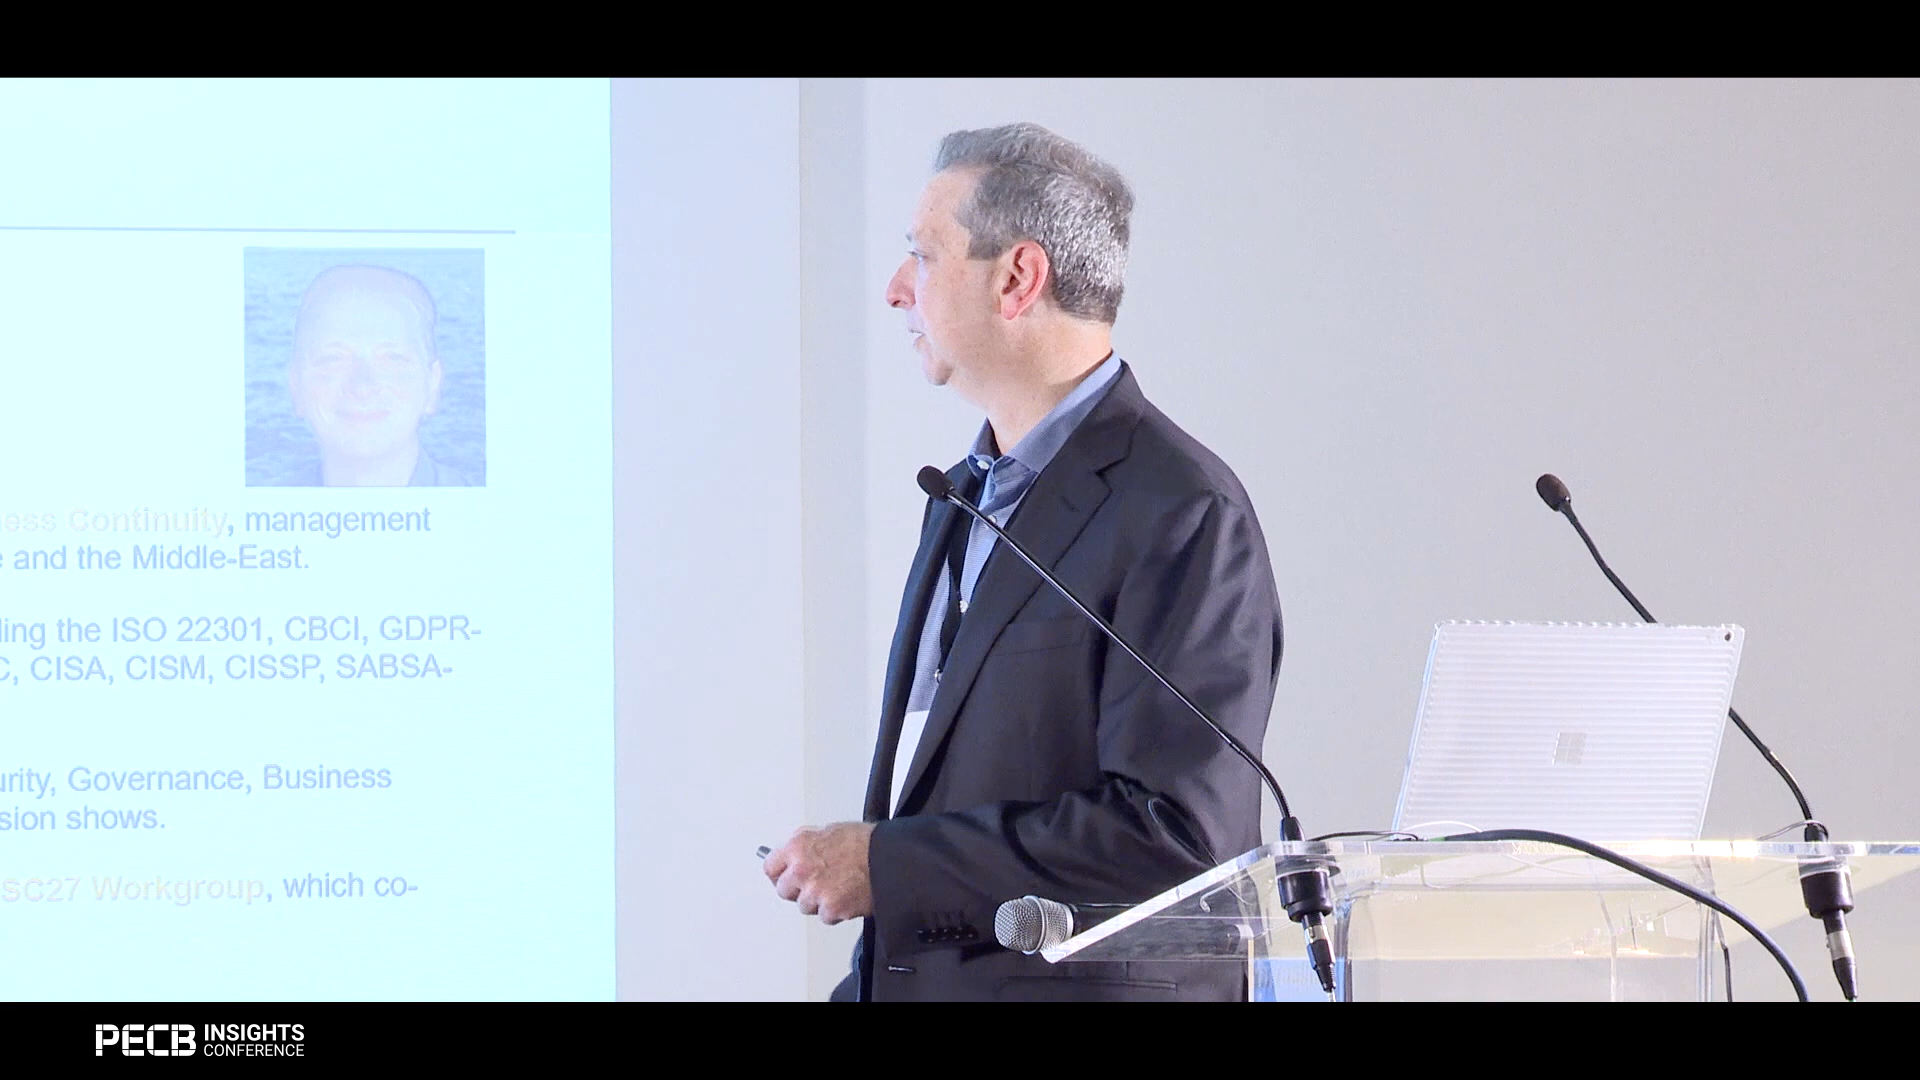 ness Continuity, management
e and the Middle-East.
ling the ISO 22301, CBCI, GDPR-
C, CISA, CISM, CISSP, SABSA-
urity, Governance, Business
sion shows.
SC27 Workgroup, which co-
PECB INSIGHTS
CONFERENCE